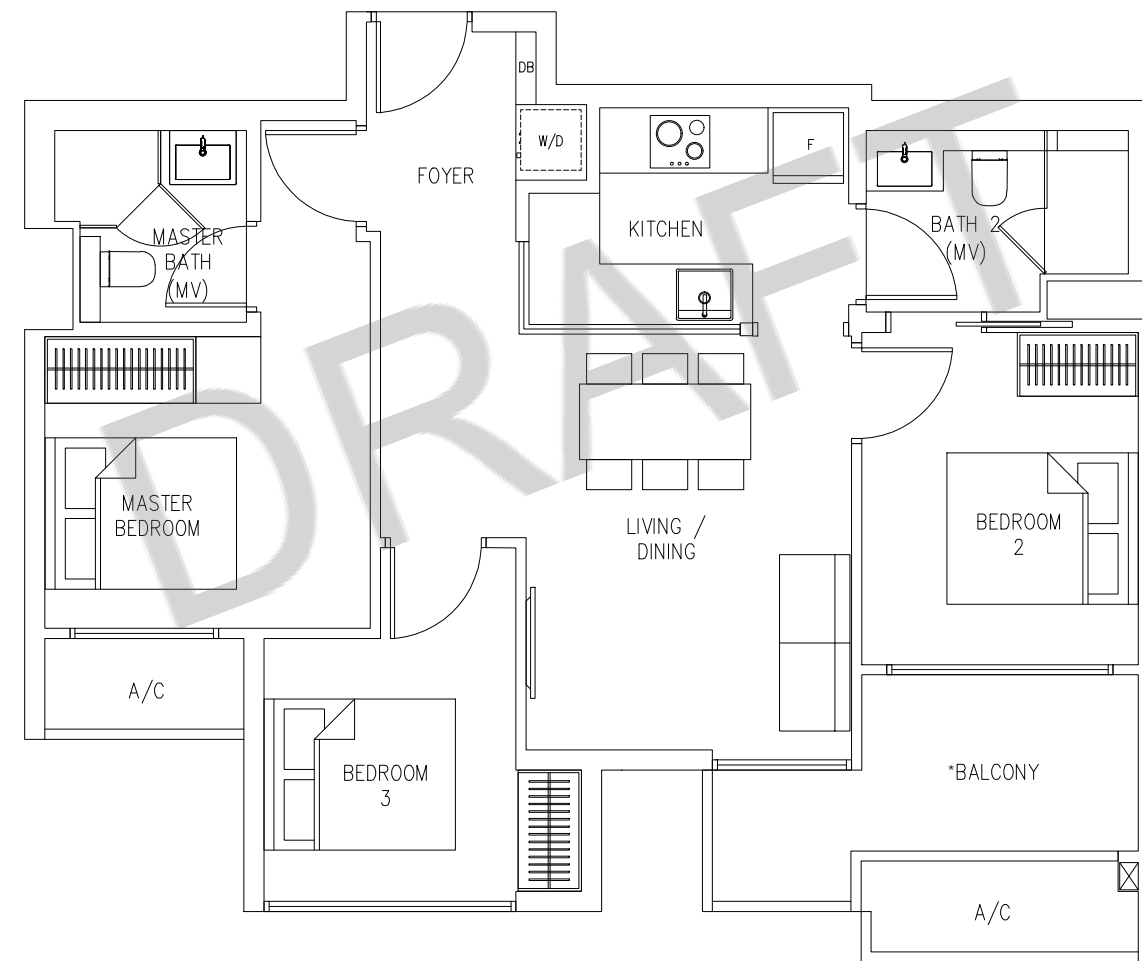 DB
W/D
F
FOYER
KITCHEN
MASTER
BATH
(MV)
BATH 2
(MV)
MASTER
BEDROOM
LIVING /
DINING
BEDROOM
2
A/C
BEDROOM
3
*BALCONY
A/C
DRAFT